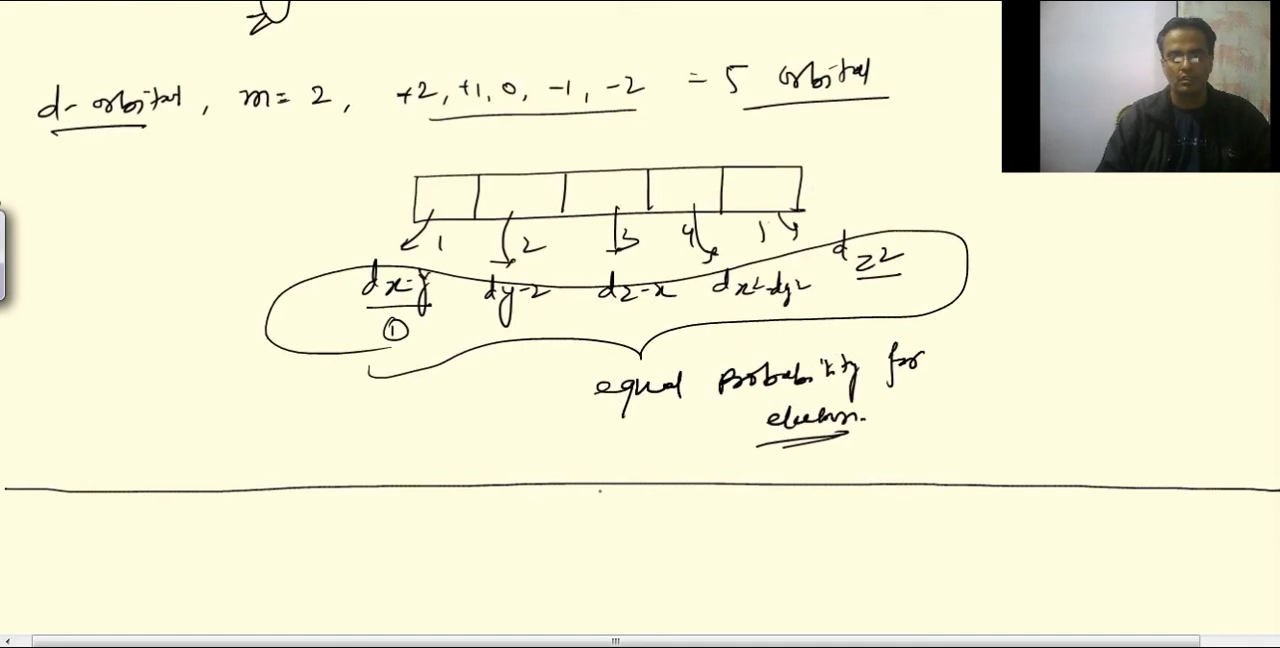 d-orbital, m = 2, +2, +1, 0, -1, -2 = 5 orbital
1 2 3 4 5
dx-y dy-z dz-x dx²-dy² dz²
①
equal probability for
electron.